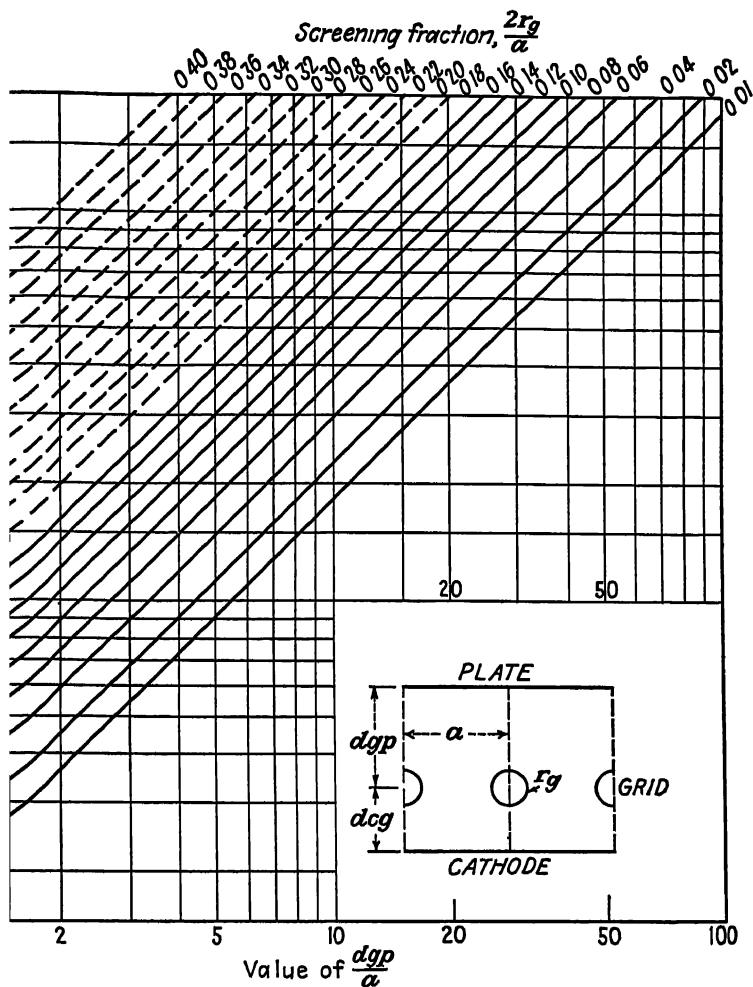 Screening fraction, 2rg/a
0.40 0.38 0.36 0.34 0.32 0.30 0.28 0.26 0.24 0.22 0.20 0.18 0.16 0.14 0.12 0.10 0.08 0.06 0.04 0.02 0.01
20 50
PLATE
dgp
a
rg
GRID
dcg
CATHODE
2 5 10 20 50 100
Value of dgp/a